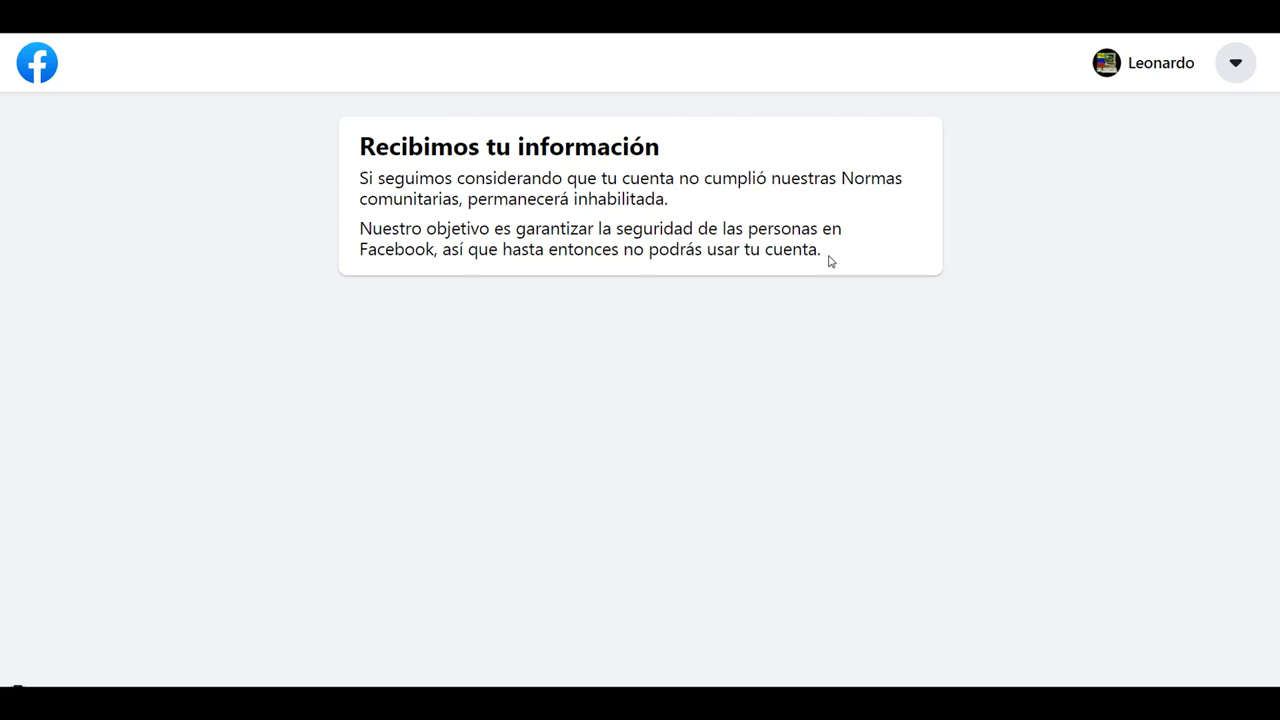 Leonardo
Recibimos tu información
Si seguimos considerando que tu cuenta no cumplió nuestras Normas
comunitarias, permanecerá inhabilitada.
Nuestro objetivo es garantizar la seguridad de las personas en
Facebook, así que hasta entonces no podrás usar tu cuenta.